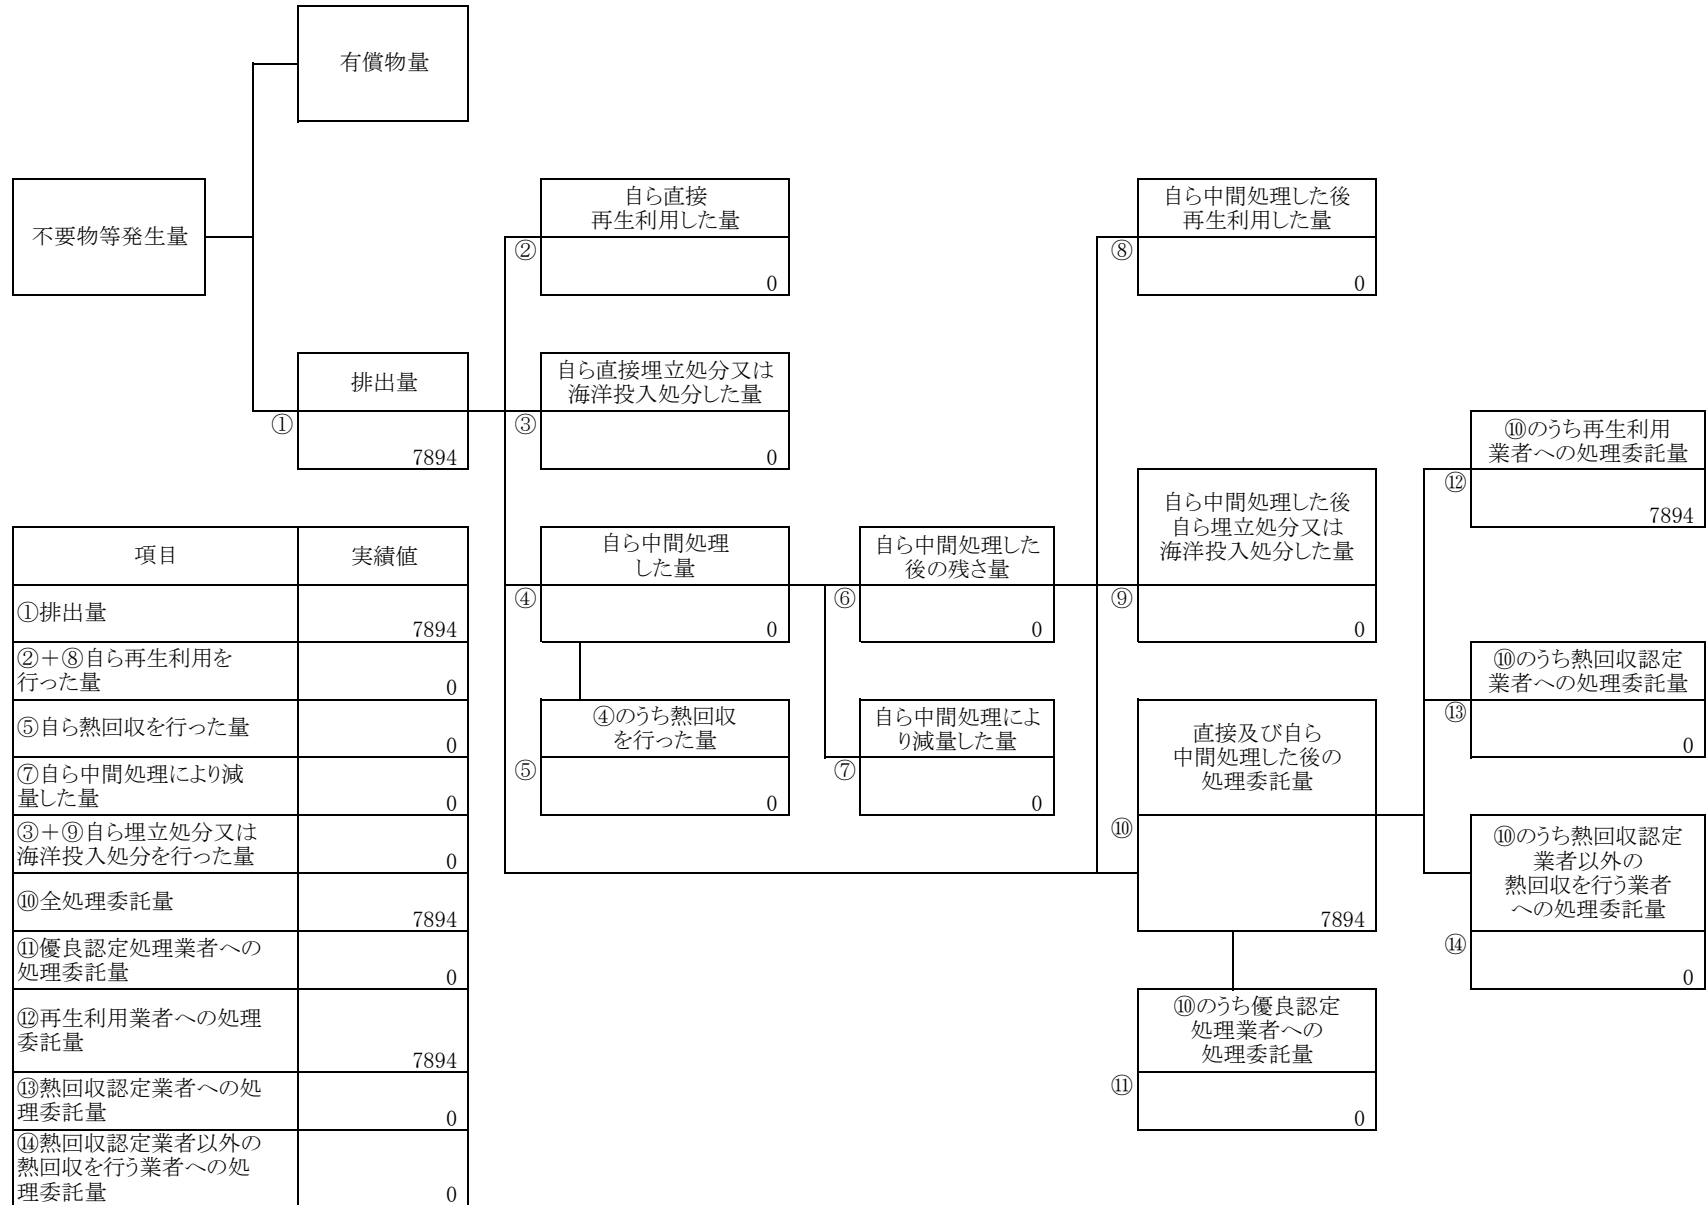 有償物量
不要物等発生量
自ら直接
再生利用した量
②
0
自ら中間処理した後
再生利用した量
⑧
0
排出量
①
7894
自ら直接埋立処分又は
海洋投入処分した量
③
0
⑩のうち再生利用
業者への処理委託量
⑫
7894
自ら中間処理
した量
④
0
自ら中間処理した
後の残さ量
⑥
0
自ら中間処理した後
自ら埋立処分又は
海洋投入処分した量
⑨
0
⑩のうち熱回収認定
業者への処理委託量
⑬
0
④のうち熱回収
を行った量
⑤
0
自ら中間処理によ
り減量した量
⑦
0
直接及び自ら
中間処理した後の
処理委託量
⑩
7894
⑩のうち熱回収認定
業者以外の
熱回収を行う業者
への処理委託量
⑭
0
⑩のうち優良認定
処理業者への
処理委託量
⑪
0
項目 実績値
①排出量
7894
②+⑧自ら再生利用を
行った量
0
⑤自ら熱回収を行った量
0
⑦自ら中間処理により減
量した量
0
③+⑨自ら埋立処分又は
海洋投入処分を行った量
0
⑩全処理委託量
7894
⑪優良認定処理業者への
処理委託量
0
⑫再生利用業者への処理
委託量
7894
⑬熱回収認定業者への処
理委託量
0
⑭熱回収認定業者以外の
熱回収を行う業者への処
理委託量
0